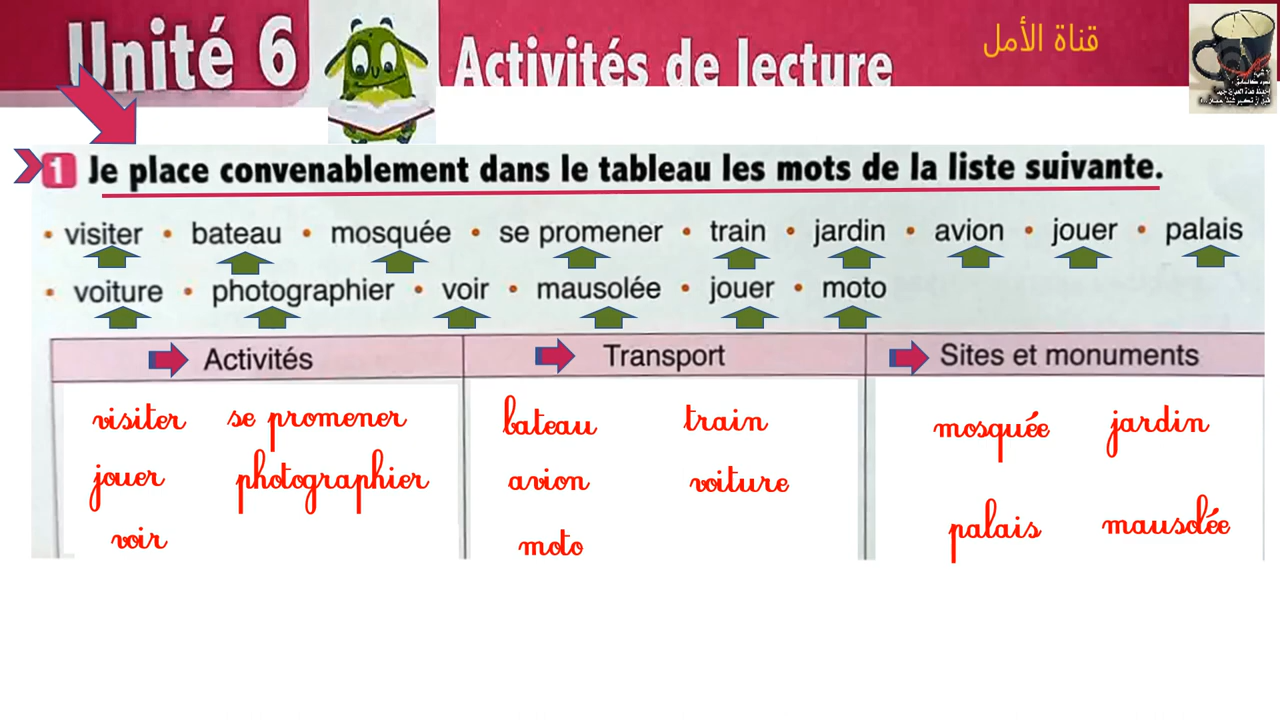 Unité 6
Activités de lecture
قناة الأمل
1 Je place convenablement dans le tableau les mots de la liste suivante.
• visiter • bateau • mosquée • se promener • train • jardin • avion • jouer • palais
• voiture • photographier • voir • mausolée • jouer • moto
Activités Transport Sites et monuments
visiter se promener bateau train mosquée jardin
jouer photographier avion voiture
voir moto palais mausolée